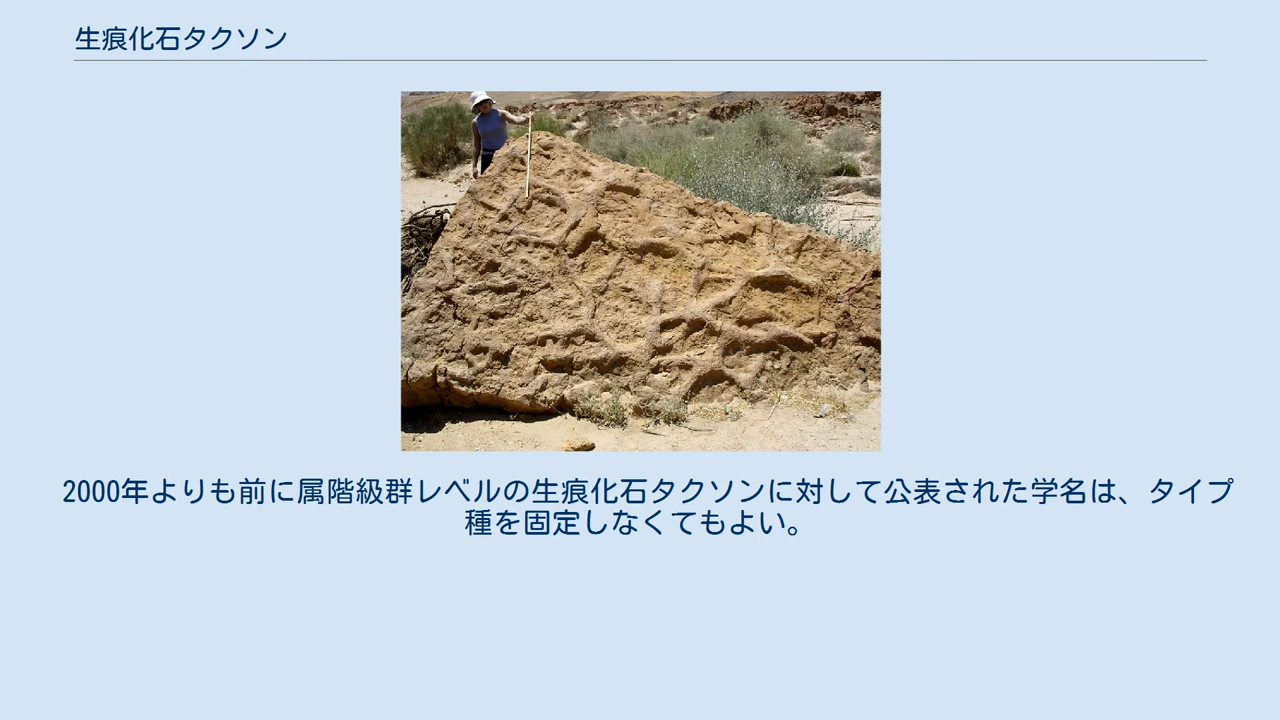 生痕化石タクソン
2000年よりも前に属階級群レベルの生痕化石タクソンに対して公表された学名は、タイプ
種を固定しなくてもよい。